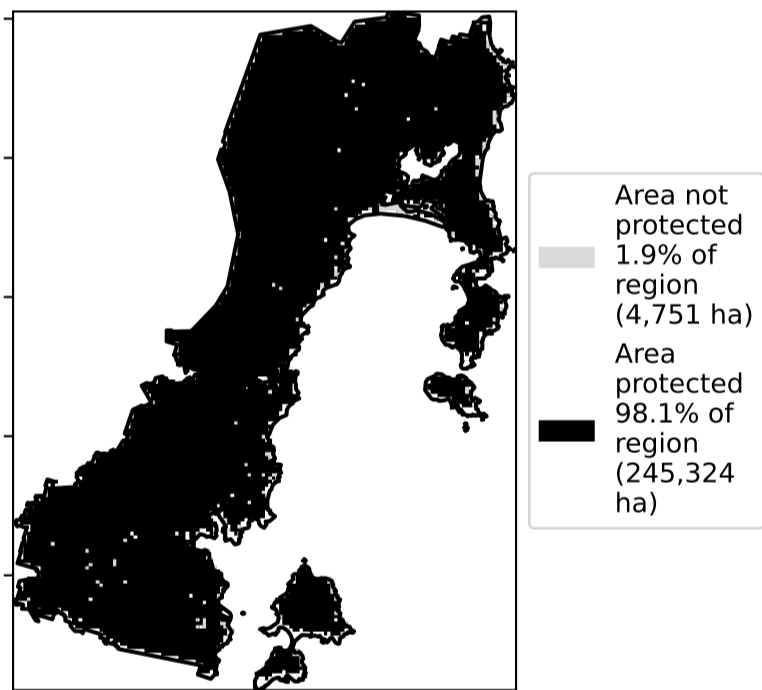 Area not
protected
1.9% of
region
(4,751 ha)
Area
protected
98.1% of
region
(245,324
ha)